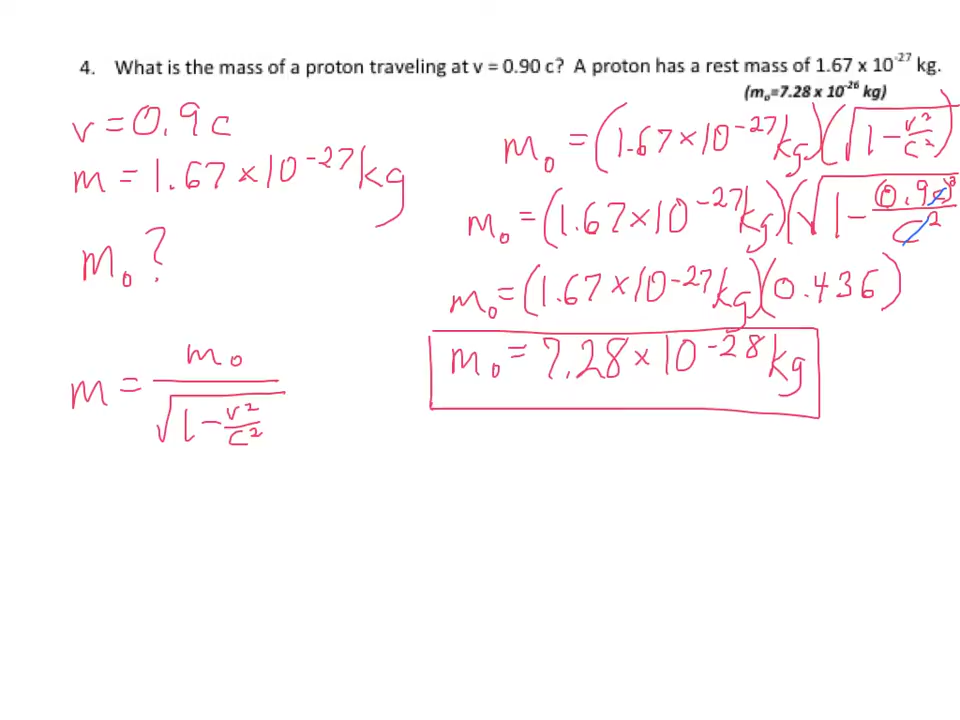 4. What is the mass of a proton traveling at v = 0.90 c? A proton has a rest mass of 1.67 x 10⁻²⁷ kg.
(m₀=7.28 x 10⁻²⁶ kg)
v = 0.9c
m = 1.67 × 10⁻²⁷ kg
m₀ ?
m = m₀ / √(1 − v²/c²)
m₀ = (1.67 × 10⁻²⁷ kg)(√(1 − v²/c²))
m₀ = (1.67 × 10⁻²⁷ kg)(√(1 − (0.9c)²/c²
m₀ = (1.67 × 10⁻²⁷ kg)(0.436)
m₀ = 7.28 × 10⁻²⁸ kg